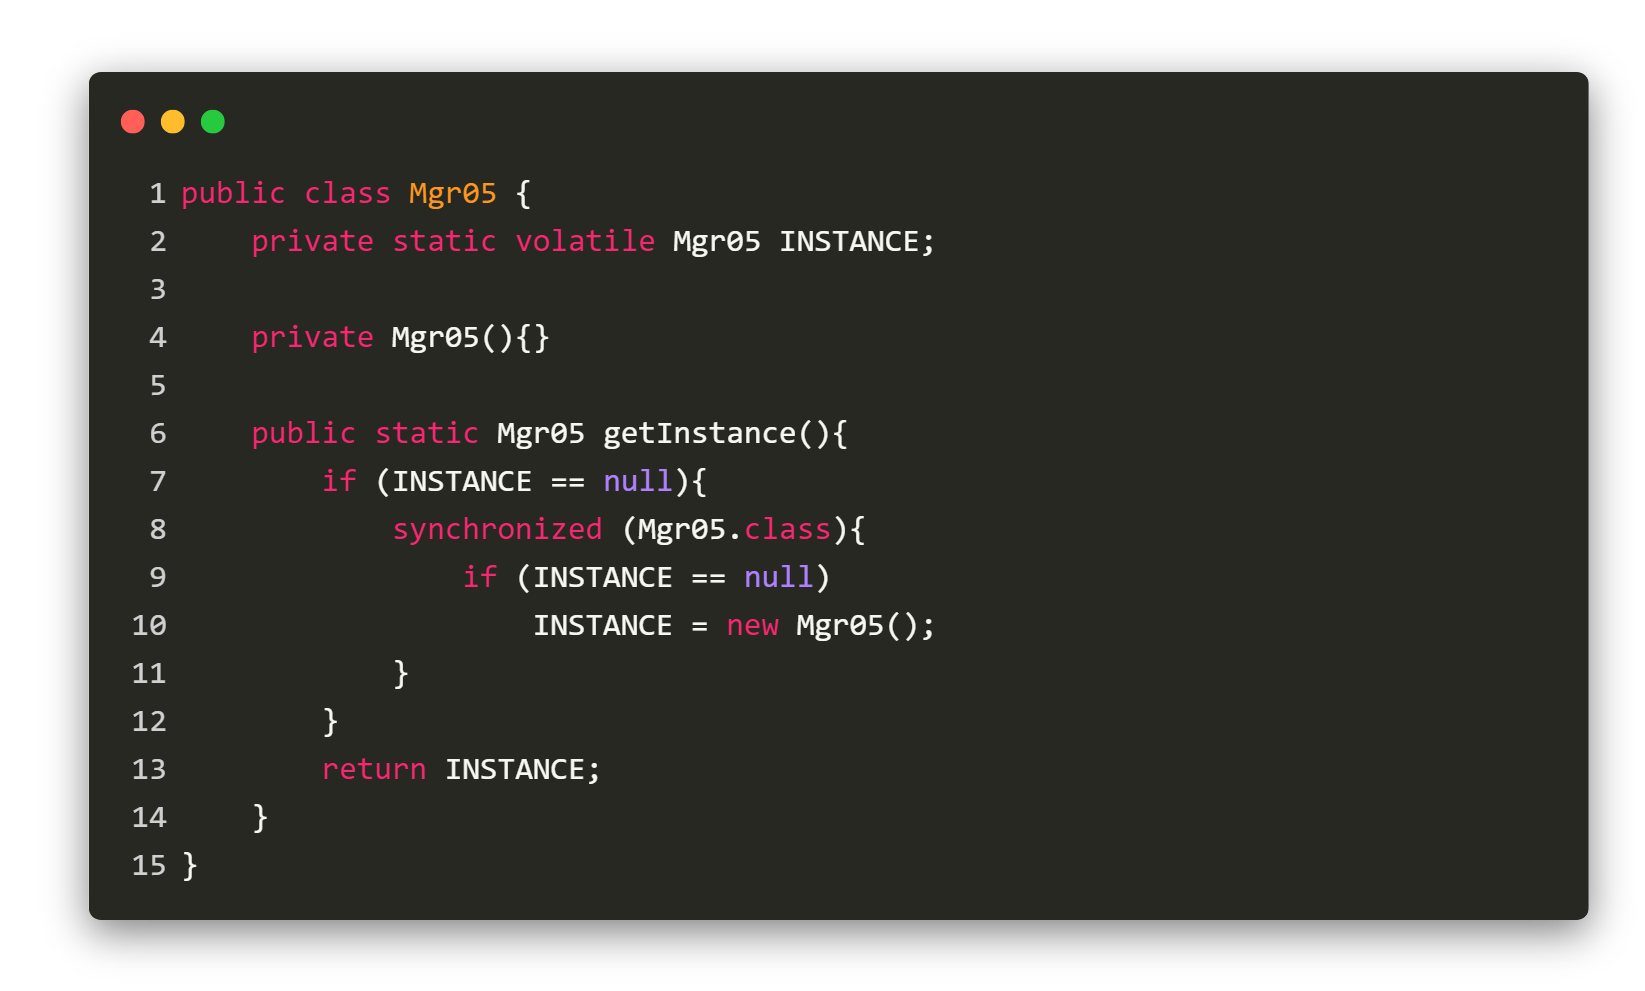 1 public class Mgr05 {
2     private static volatile Mgr05 INSTANCE;
3
4     private Mgr05(){}
5
6     public static Mgr05 getInstance(){
7         if (INSTANCE == null){
8             synchronized (Mgr05.class){
9                 if (INSTANCE == null)
10                     INSTANCE = new Mgr05();
11             }
12         }
13         return INSTANCE;
14     }
15 }